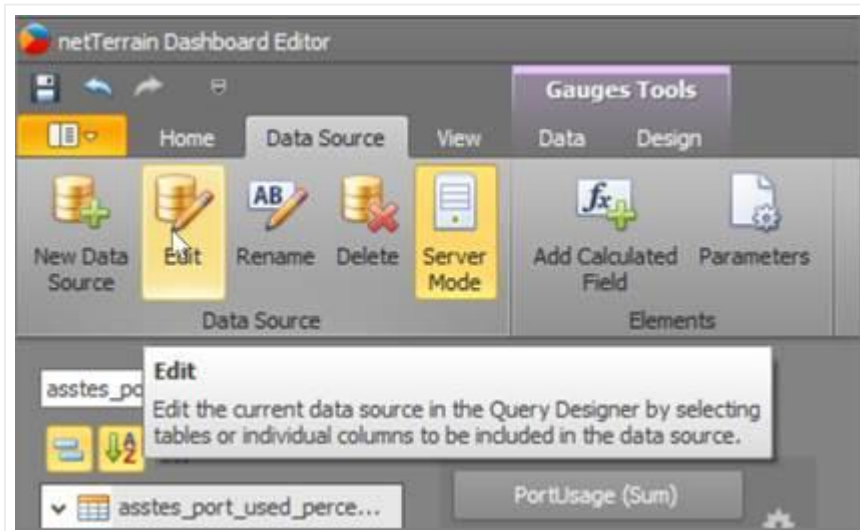 netTerrain Dashboard Editor
Gauges Tools
Home Data Source View Data Design
AB fx
New Data Source Edit Rename Delete Server Mode Add Calculated Field Parameters
Data Source Elements
Edit
asstes_po
Edit the current data source in the Query Designer by selecting
tables or individual columns to be included in the data source.
AZ
asstes_port_used_perce... PortUsage (Sum)